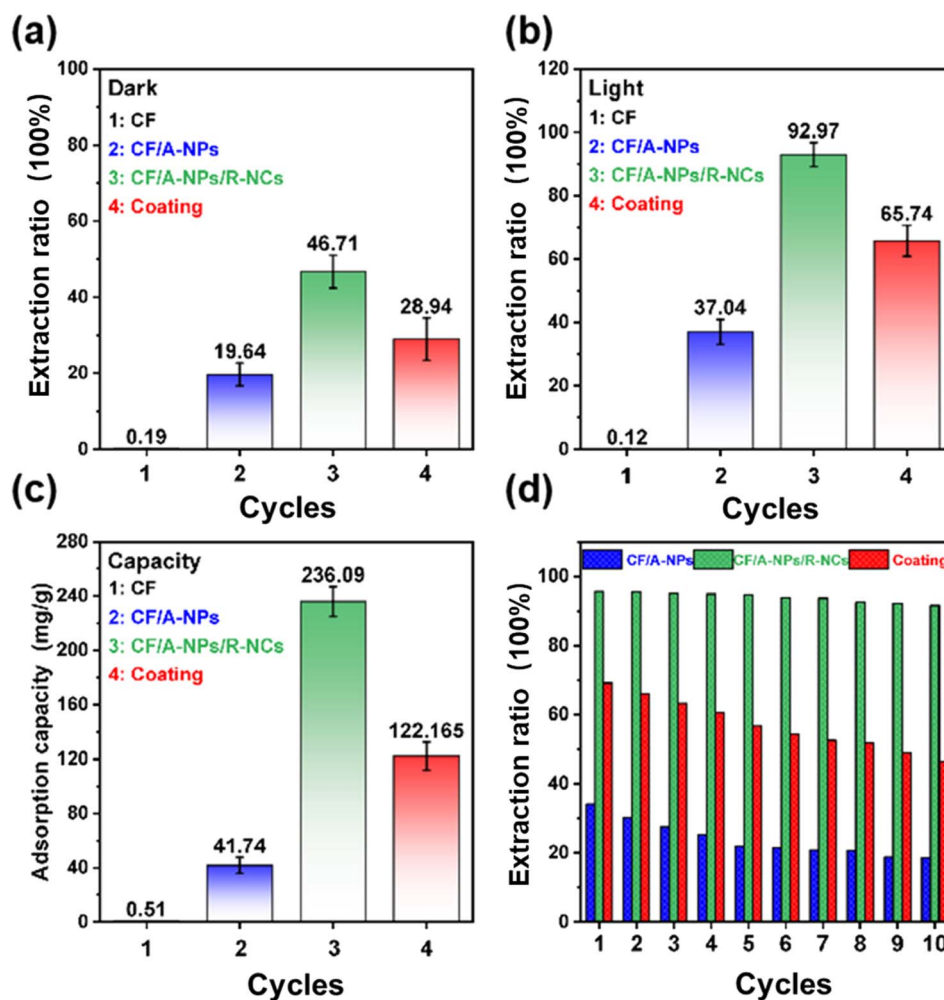 (a)
100
80
60
40
20
0
Extraction ratio (100%)
Dark
1: CF
2: CF/A-NPs
3: CF/A-NPs/R-NCs
4: Coating
0.19
19.64
46.71
28.94
1 2 3 4
Cycles
(b)
120
100
80
60
40
20
0
Extraction ratio (100%)
Light
1: CF
2: CF/A-NPs
3: CF/A-NPs/R-NCs
4: Coating
0.12
37.04
92.97
65.74
1 2 3 4
Cycles
(c)
280
240
200
160
120
80
40
0
Adsorption capacity (mg/g)
Capacity
1: CF
2: CF/A-NPs
3: CF/A-NPs/R-NCs
4: Coating
0.51
41.74
236.09
122.165
1 2 3 4
Cycles
(d)
100
80
60
40
20
0
Extraction ratio (100%)
CF/A-NPs CF/A-NPs/R-NCs Coating
1 2 3 4 5 6 7 8 9 10
Cycles